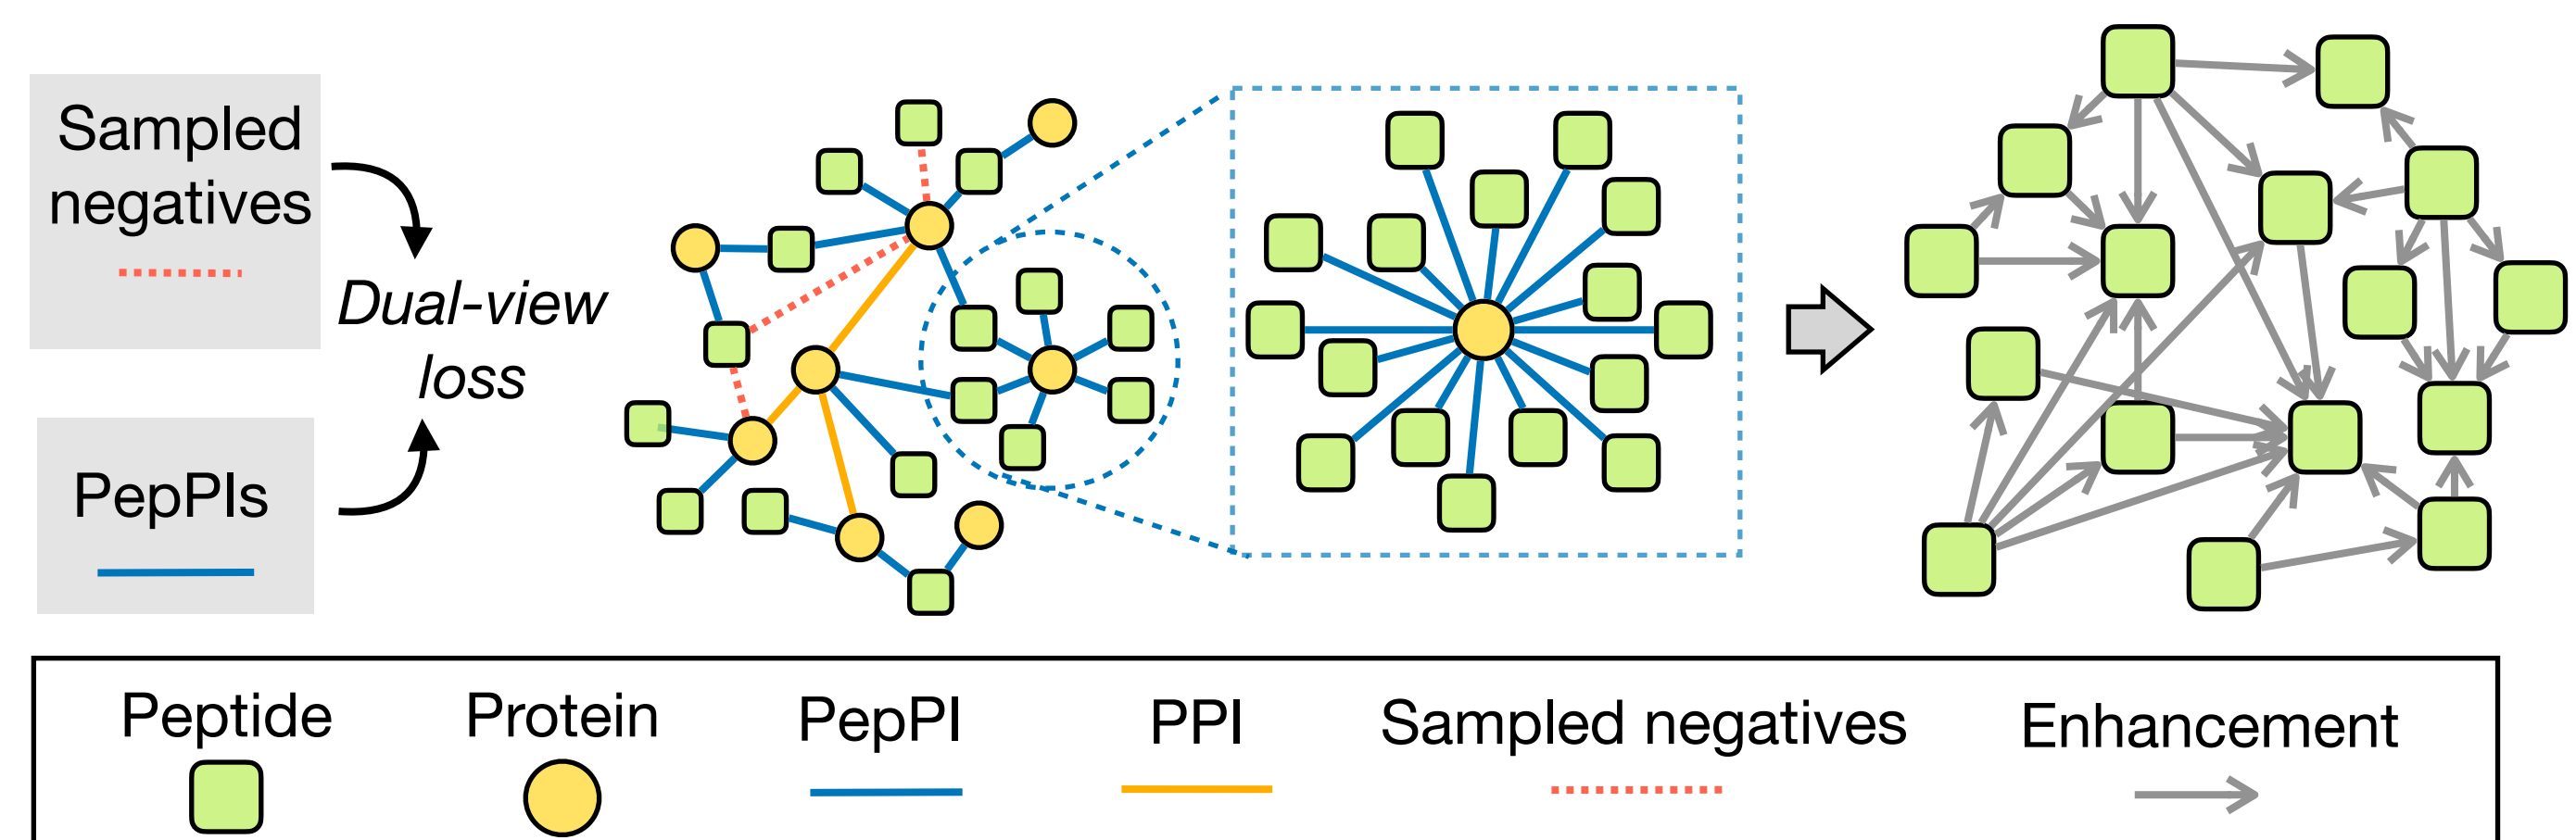 Sampled
negatives
Dual-view
loss
PepPIs
Peptide
Protein
PepPI
PPI
Sampled negatives
Enhancement